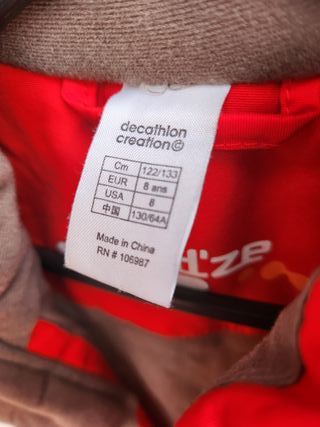 decathlon
creation©
Cm 122/133
EUR 8 ans
USA 8
中国 130/64A
Made in China
RN # 106987
d'ze